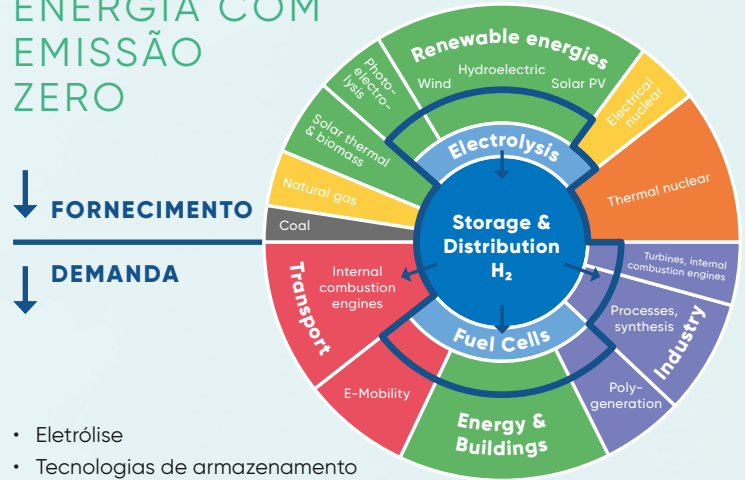 ENERGIA COM
EMISSÃO
ZERO
FORNECIMENTO
DEMANDA
Renewable energies
Wind
Hydroelectric
Solar PV
Photo-
electro-
lysis
Solar thermal
& biomass
Natural gas
Coal
Electrical
nuclear
Thermal nuclear
Electrolysis
Storage &
Distribution
H₂
Fuel Cells
Transport
Internal
combustion
engines
E-Mobility
Energy &
Buildings
Poly-
generation
Industry
Processes,
synthesis
Turbines, internal
combustion engines
• Eletrólise
• Tecnologias de armazenamento